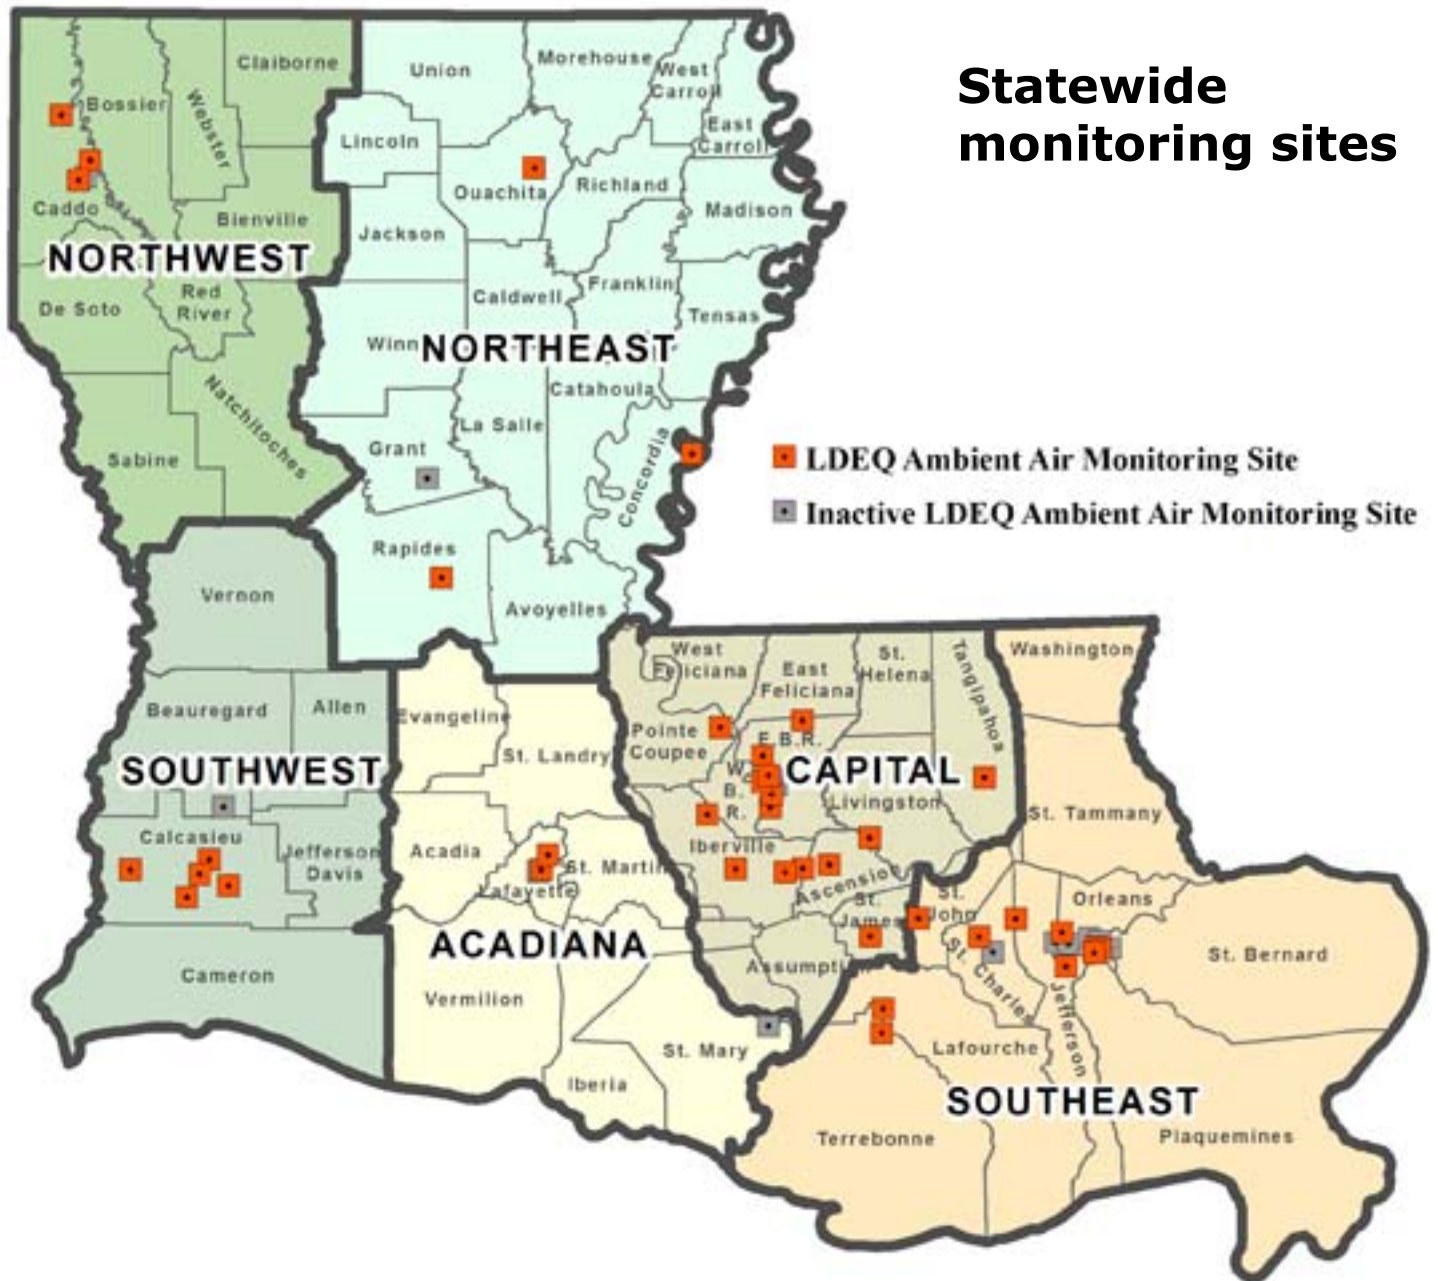 Statewide
monitoring sites
LDEQ Ambient Air Monitoring Site
Inactive LDEQ Ambient Air Monitoring Site
NORTHWEST
Caddo
Bossier
Webster
Claiborne
Bienville
De Soto
Red
River
Natchitoches
Sabine
NORTHEAST
Union
Morehouse
West
Carroll
East
Carroll
Lincoln
Ouachita
Richland
Madison
Jackson
Caldwell
Franklin
Tensas
Winn
Catahoula
La Salle
Grant
Concordia
Rapides
Avoyelles
SOUTHWEST
Vernon
Beauregard
Allen
Calcasieu
Jefferson
Davis
Cameron
ACADIANA
Evangeline
St. Landry
Acadia
Lafayette
St. Martin
Vermilion
Iberia
St. Mary
CAPITAL
West
Feliciana
East
Feliciana
St.
Helena
Tangipahoa
Pointe
Coupee
E.B.R.
W.
B.
R.
Livingston
Iberville
Ascension
St.
James
Assumpti
SOUTHEAST
Washington
St. Tammany
St.
John
Orleans
St. Bernard
St. Charles
Jefferson
Lafourche
Terrebonne
Plaquemines